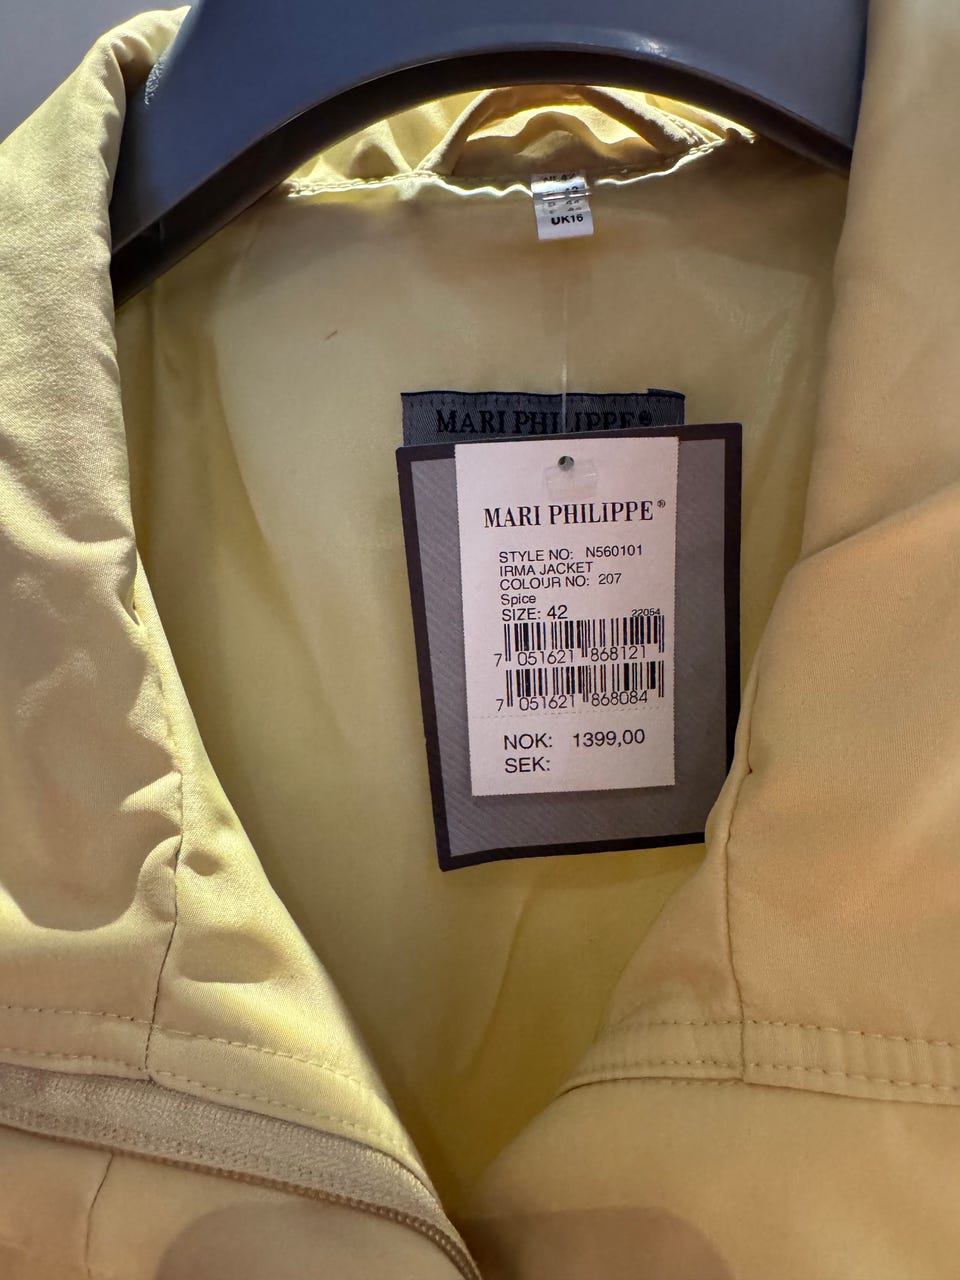 UK16
MARI PHILIPPE®
MARI PHILIPPE®
STYLE NO: N560101
IRMA JACKET
COLOUR NO: 207
Spice
SIZE: 42 22054
7 051621 868121
7 051621 868084
NOK: 1399,00
SEK: